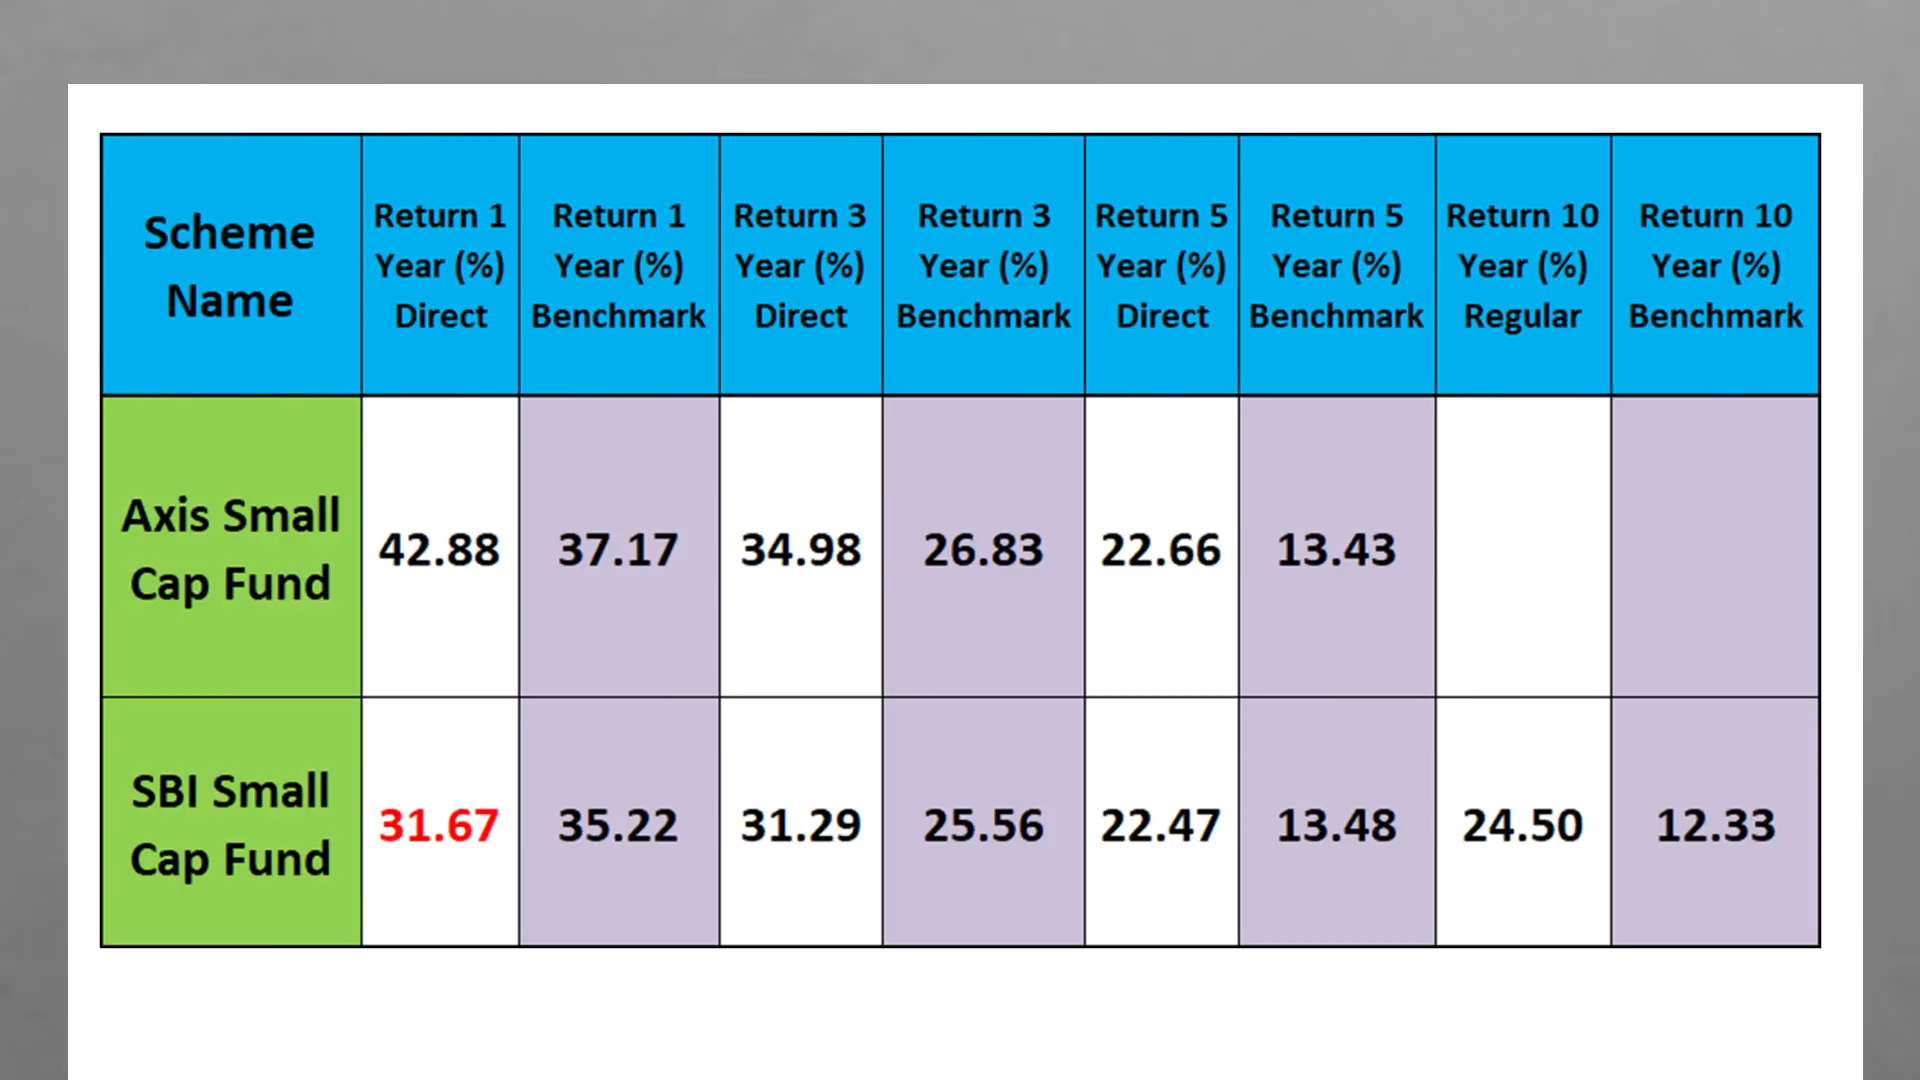 Scheme
Name
Return 1
Year (%)
Direct
Return 1
Year (%)
Benchmark
Return 3
Year (%)
Direct
Return 3
Year (%)
Benchmark
Return 5
Year (%)
Direct
Return 5
Year (%)
Benchmark
Return 10
Year (%)
Regular
Return 10
Year (%)
Benchmark
Axis Small
Cap Fund
42.88
37.17
34.98
26.83
22.66
13.43
SBI Small
Cap Fund
31.67
35.22
31.29
25.56
22.47
13.48
24.50
12.33